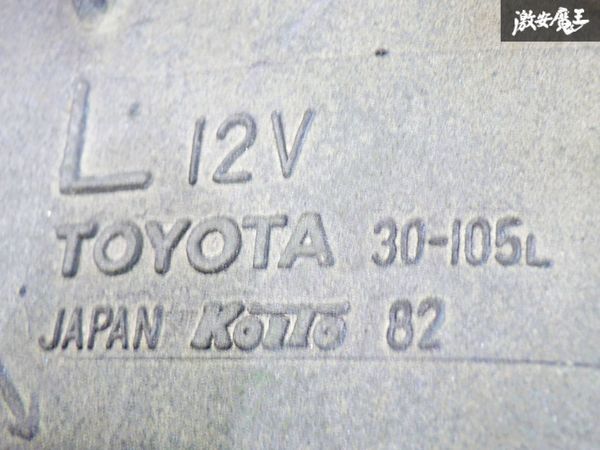 激安魔王
L 12V
TOYOTA 30-105L
JAPAN KOITO 82